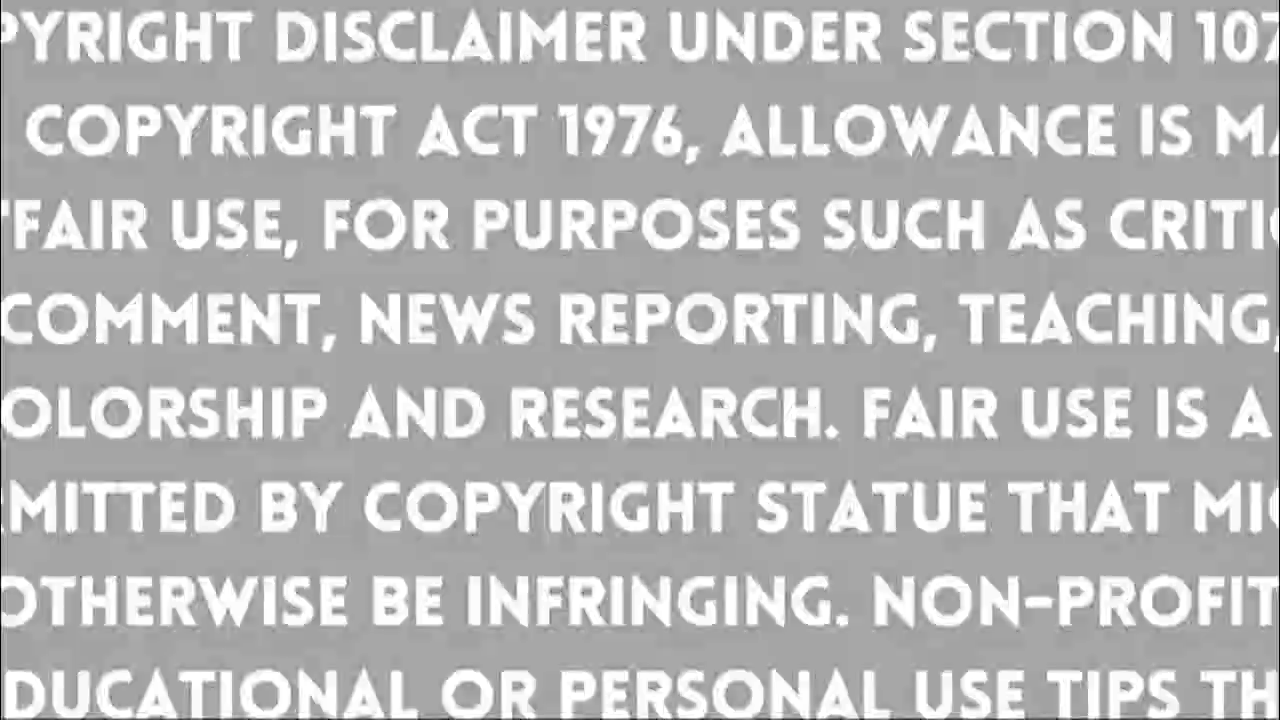 PYRIGHT DISCLAIMER UNDER SECTION 107
COPYRIGHT ACT 1976, ALLOWANCE IS MA
"FAIR USE, FOR PURPOSES SUCH AS CRITIC
COMMENT, NEWS REPORTING, TEACHING,
OLORSHIP AND RESEARCH. FAIR USE IS A
MITTED BY COPYRIGHT STATUE THAT MIG
OTHERWISE BE INFRINGING. NON-PROFIT
DUCATIONAL OR PERSONAL USE TIPS TH